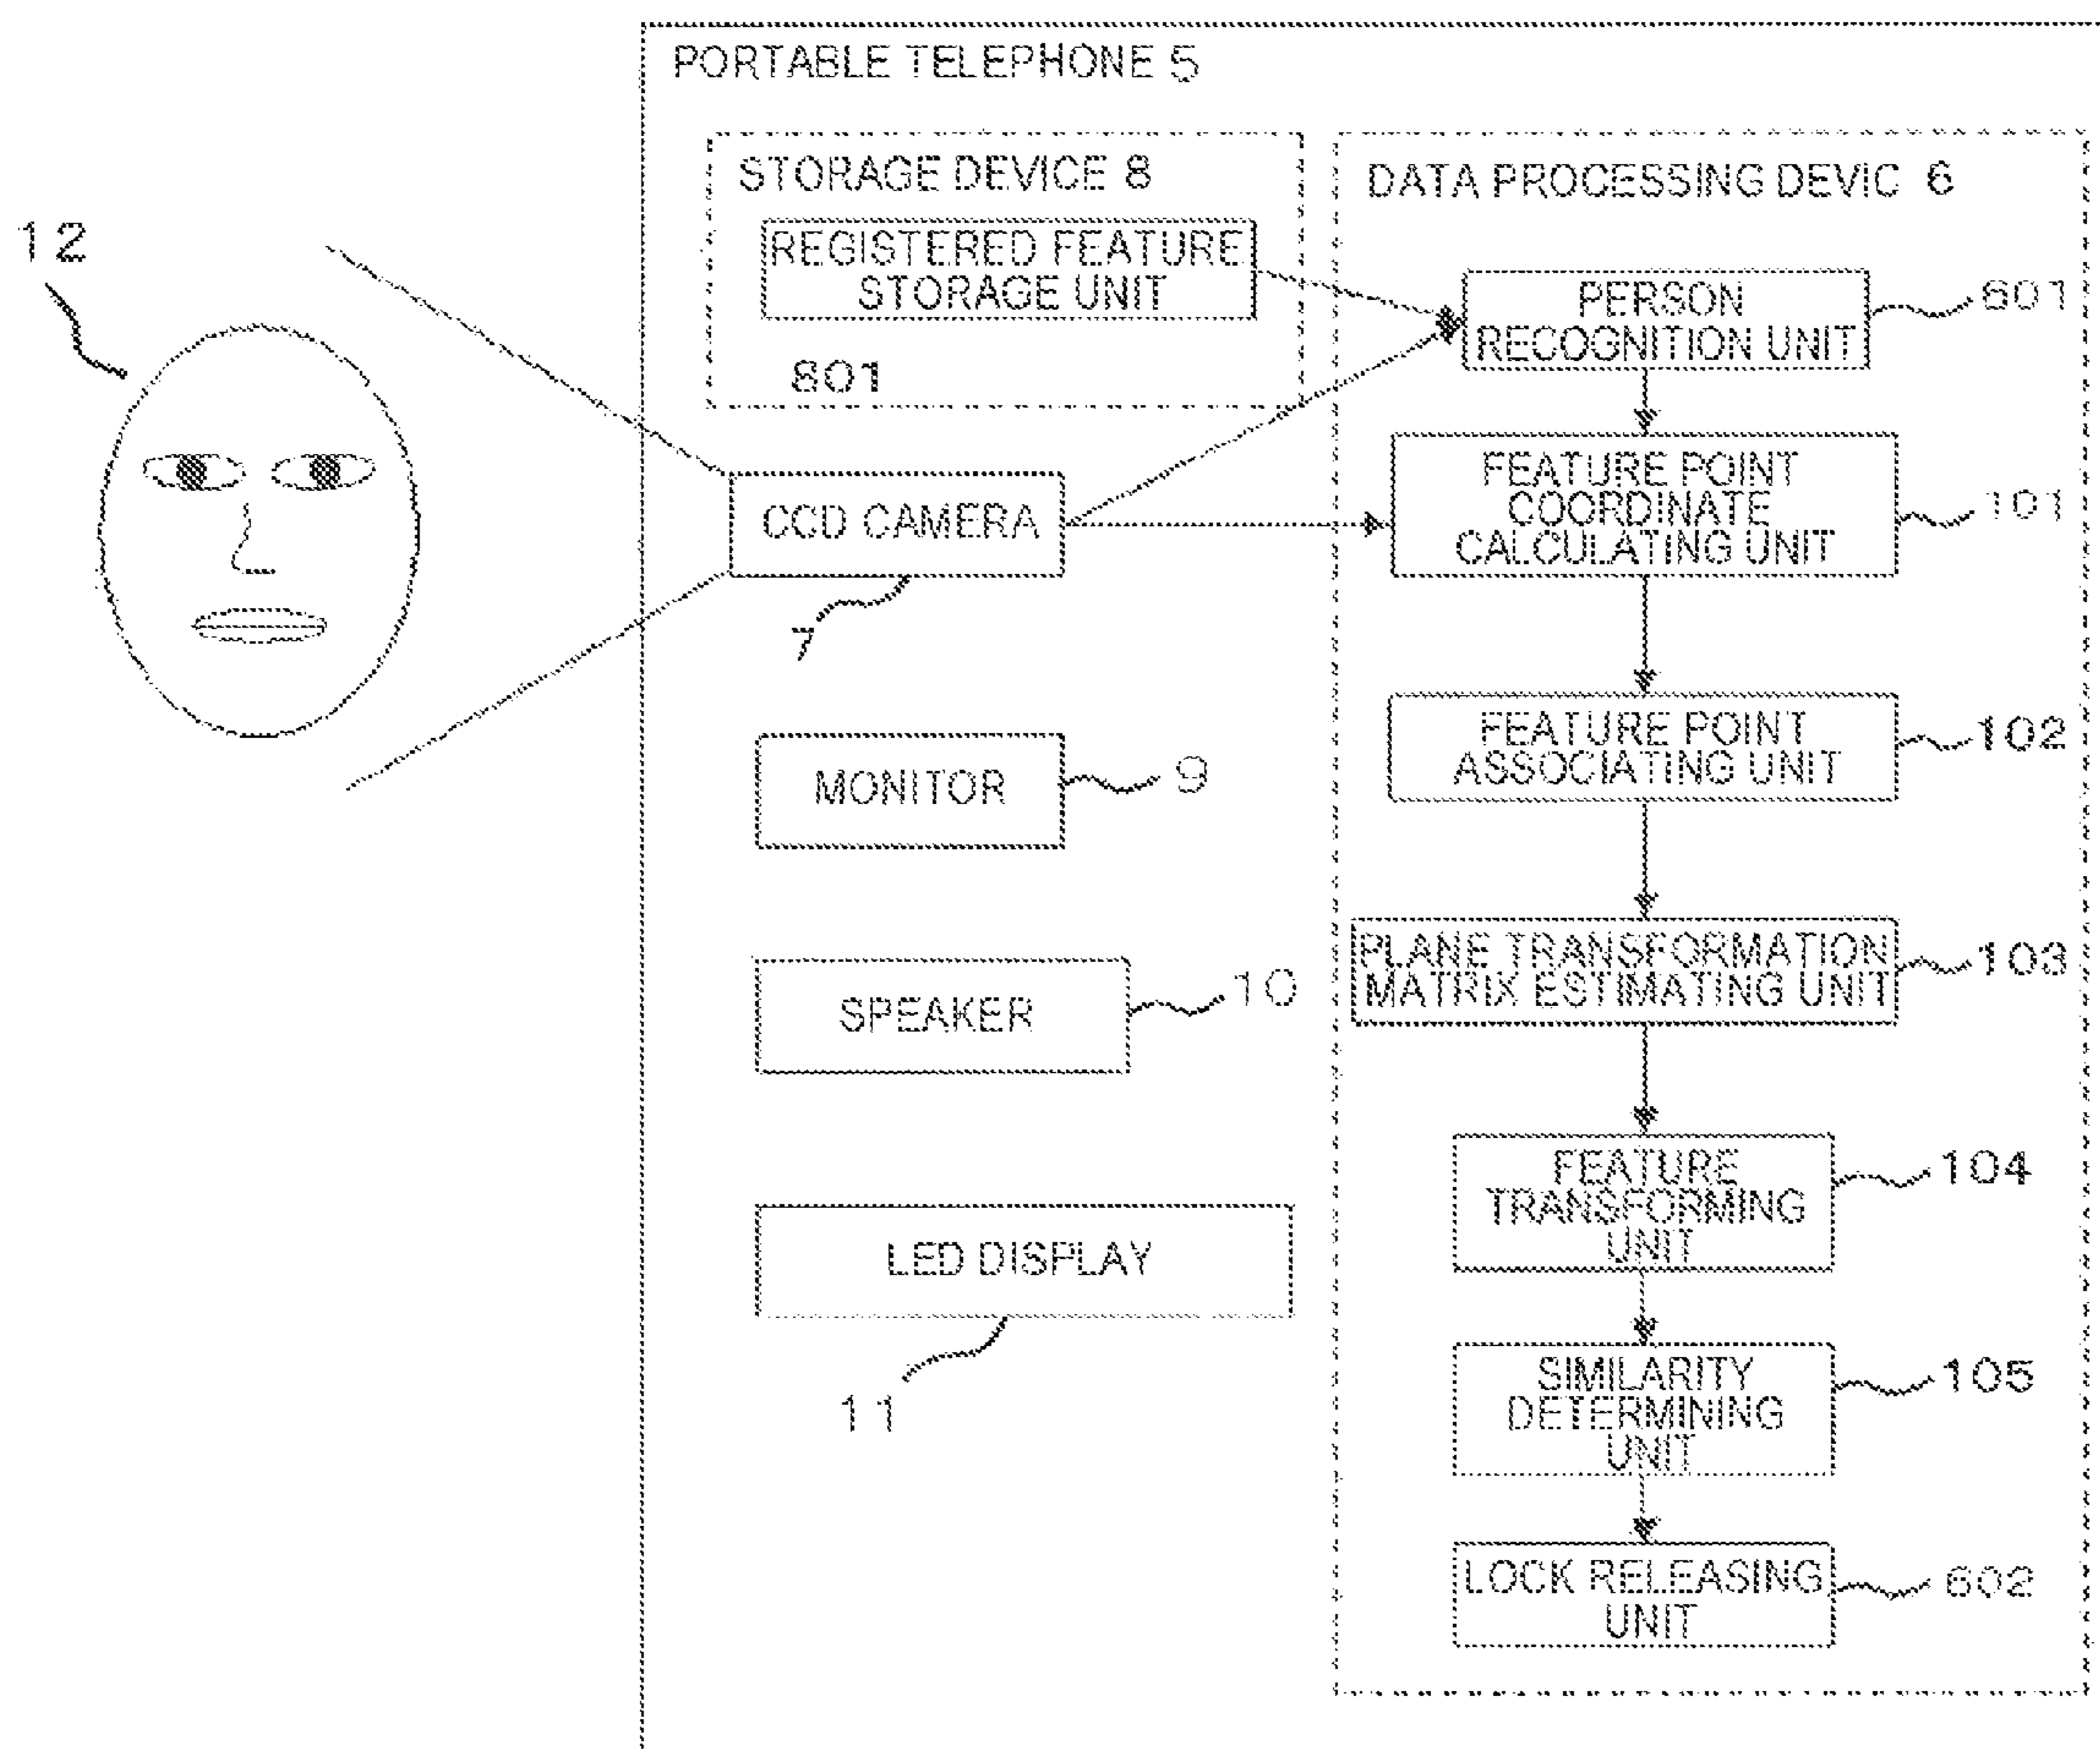 PORTABLE TELEPHONE 5
STORAGE DEVICE 8
REGISTERED FEATURE
STORAGE UNIT
801
DATA PROCESSING DEVIC 6
PERSON
RECOGNITION UNIT
601
12
CCD CAMERA
7
FEATURE POINT
COORDINATE
CALCULATING UNIT
101
FEATURE POINT
ASSOCIATING UNIT
102
MONITOR
9
PLANE TRANSFORMATION
MATRIX ESTIMATING UNIT
103
SPEAKER
10
FEATURE
TRANSFORMING
UNIT
104
LED DISPLAY
11
SIMILARITY
DETERMINING
UNIT
105
LOCK RELEASING
UNIT
602